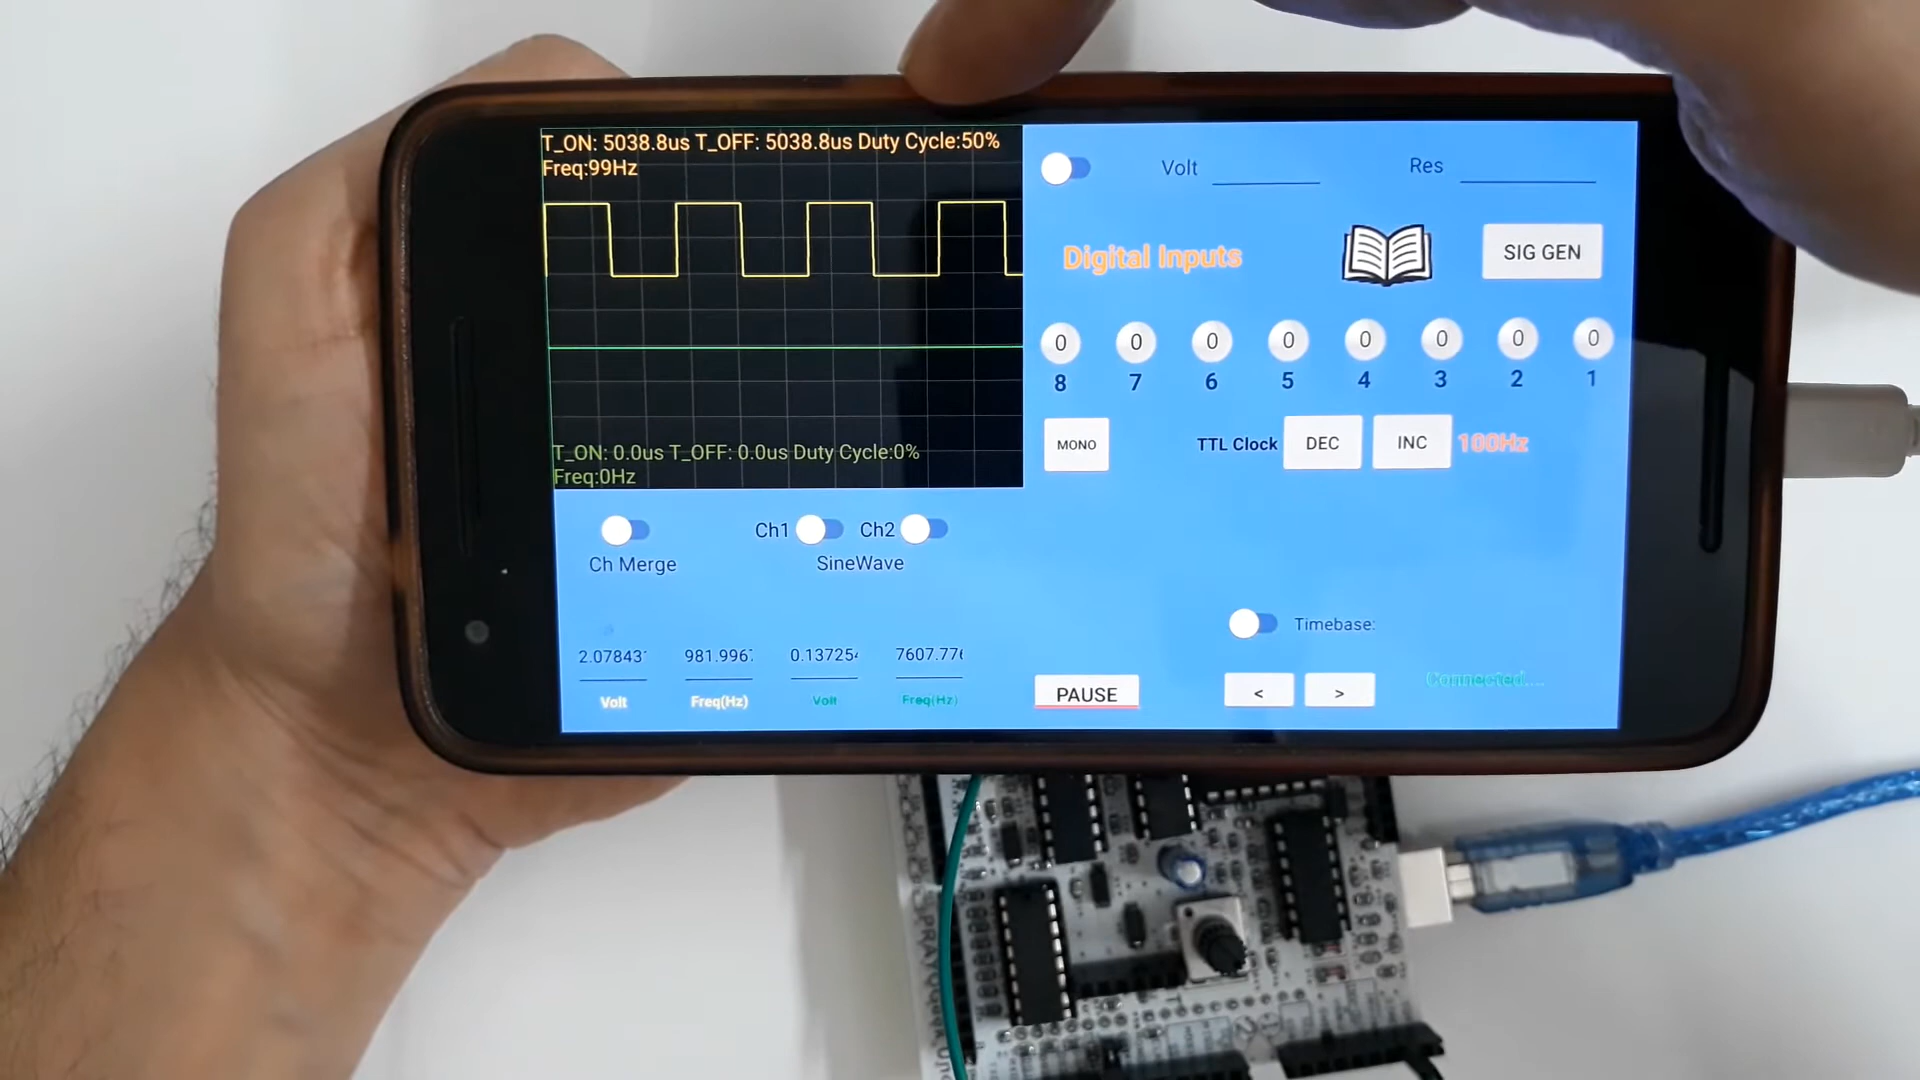 T_ON: 5038.8us T_OFF: 5038.8us Duty Cycle:50%
Freq:99Hz
T_ON: 0.0us T_OFF: 0.0us Duty Cycle:0%
Freq:0Hz
Volt
Res
Digital Inputs
SIG GEN
0 0 0 0 0 0 0 0
8 7 6 5 4 3 2 1
MONO
TTL Clock
DEC
INC
100Hz
Ch1
Ch2
Ch Merge
SineWave
Timebase:
2.07843
981.996
0.13725
7607.77
Volt
Freq(Hz)
Volt
Freq(Hz)
PAUSE
<
>
Connected....